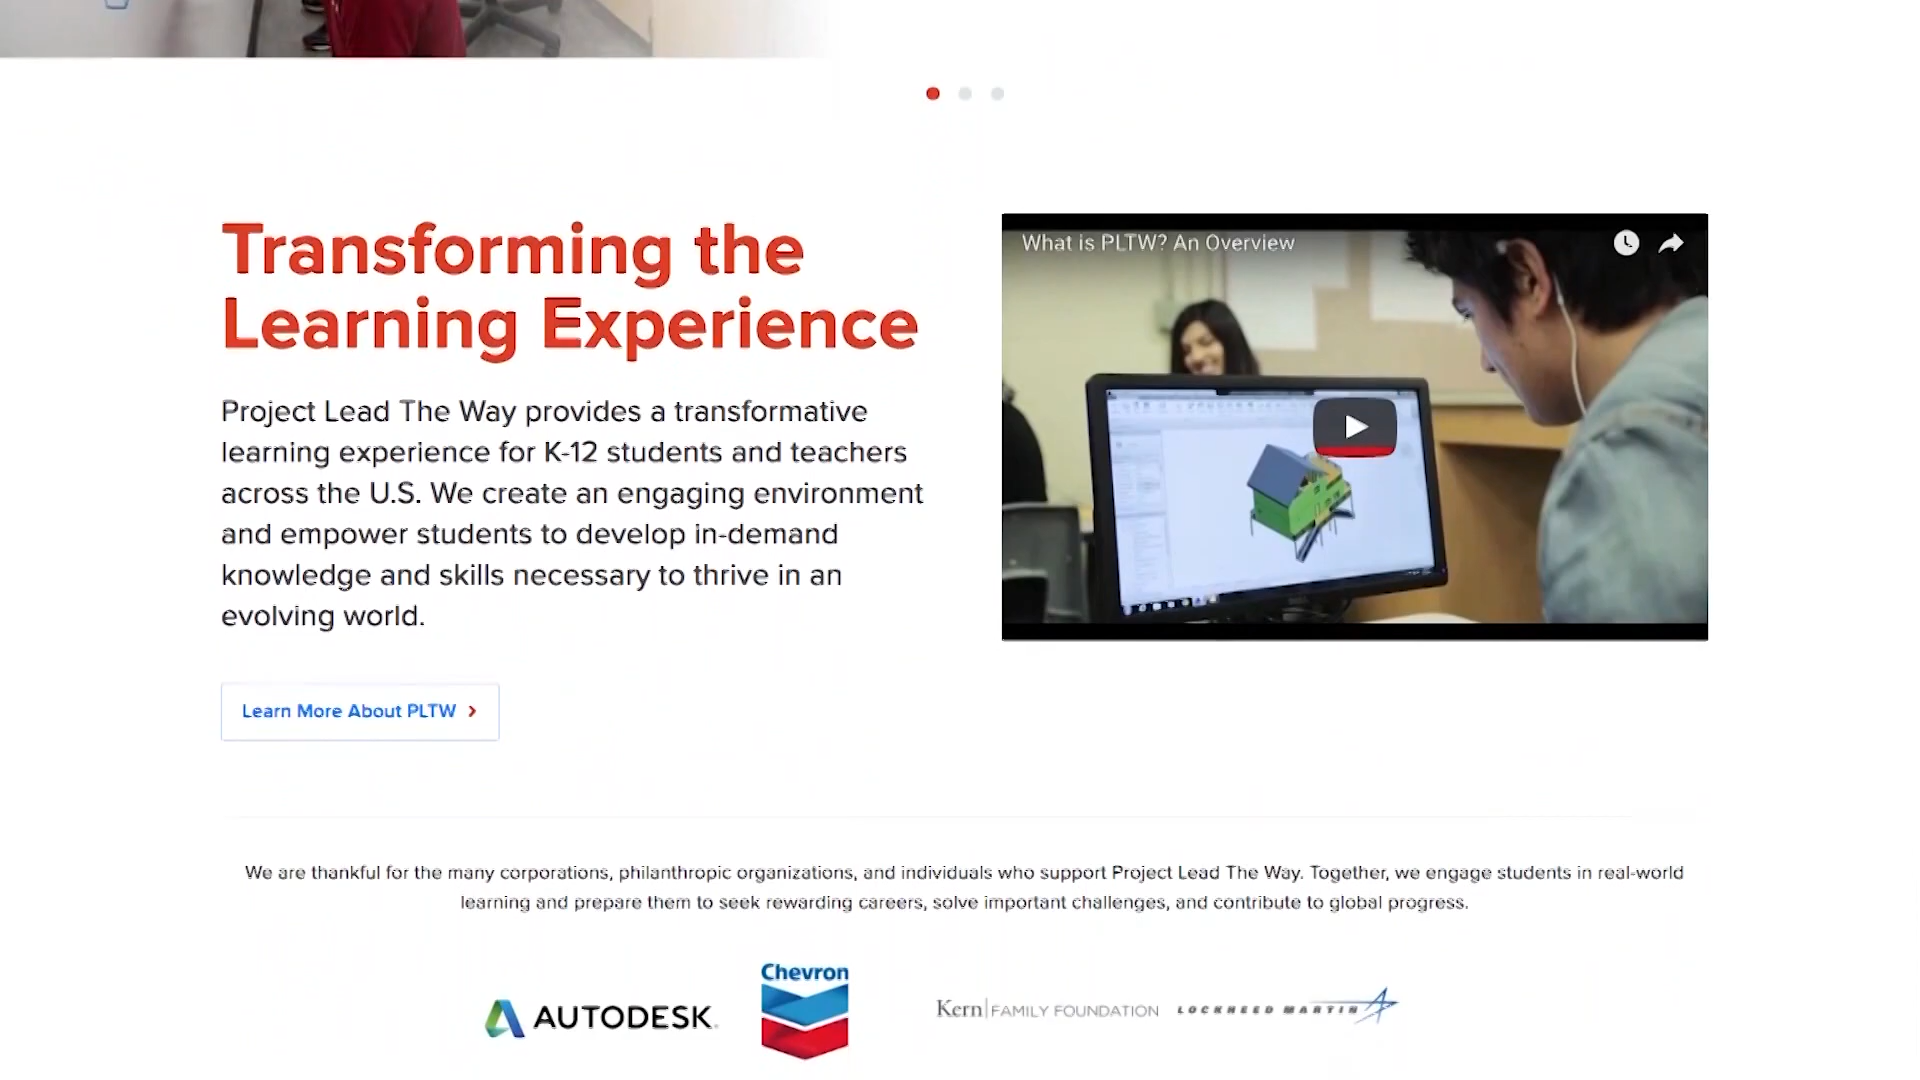 Transforming the
Learning Experience
Project Lead The Way provides a transformative
learning experience for K-12 students and teachers
across the U.S. We create an engaging environment
and empower students to develop in-demand
knowledge and skills necessary to thrive in an
evolving world.
Learn More About PLTW
What is PLTW? An Overview
We are thankful for the many corporations, philanthropic organizations, and individuals who support Project Lead The Way. Together, we engage students in real-world
learning and prepare them to seek rewarding careers, solve important challenges, and contribute to global progress.
AUTODESK.
Chevron
Kern FAMILY FOUNDATION
LOCKHEED MARTIN